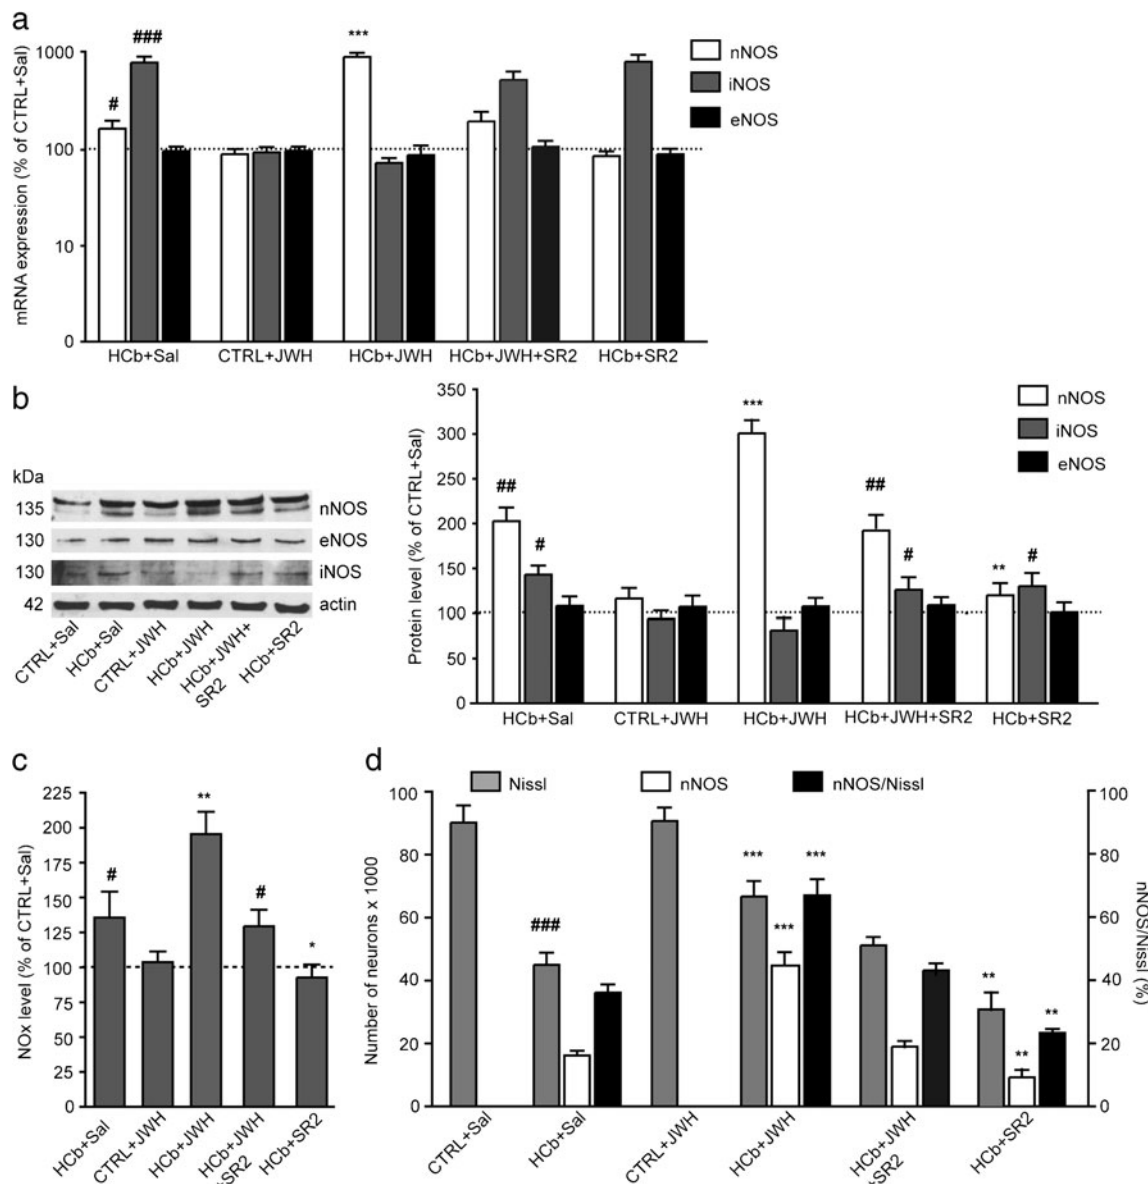 a
mRNA expression (% of CTRL+Sal)
1000
100
10
0
#
###
***
nNOS
iNOS
eNOS
HCb+Sal
CTRL+JWH
HCb+JWH
HCb+JWH+SR2
HCb+SR2
b
kDa
135
nNOS
130
eNOS
130
iNOS
42
actin
CTRL+Sal
HCb+Sal
CTRL+JWH
HCb+JWH
HCb+JWH+
SR2
HCb+SR2
Protein level (% of CTRL+Sal)
350
300
250
200
150
100
50
0
##
#
***
##
#
**
#
nNOS
iNOS
eNOS
HCb+Sal
CTRL+JWH
HCb+JWH
HCb+JWH+SR2
HCb+SR2
c
NOx level (% of CTRL+Sal)
225
200
175
150
125
100
75
50
25
0
#
**
#
*
HCb+Sal
CTRL+JWH
HCb+JWH
HCb+JWH
+SR2
HCb+SR2
d
Nissl
nNOS
nNOS/Nissl
Number of neurons x 1000
100
80
60
40
20
0
###
***
***
***
**
**
**
100
80
60
40
20
0
nNOS/Nissl (%)
CTRL+Sal
HCb+Sal
CTRL+JWH
HCb+JWH
HCb+JWH
+SR2
HCb+SR2